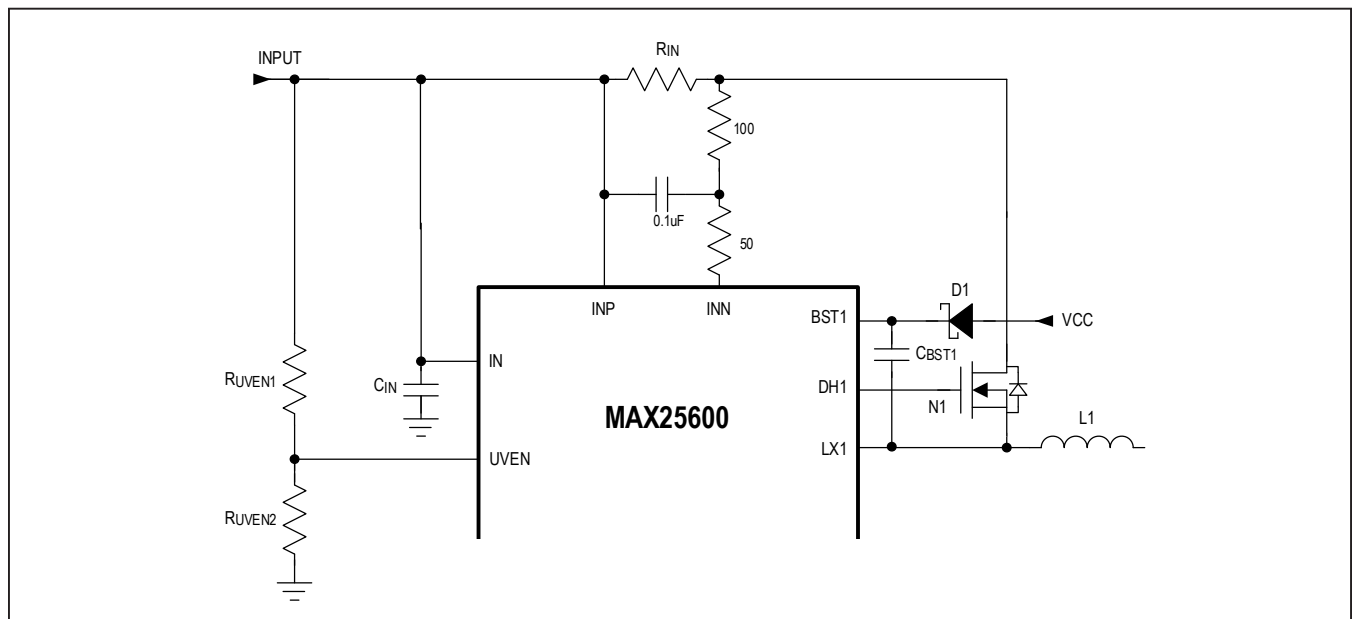 INPUT
RIN
100
0.1uF
50
INP
INN
D1
BST1
VCC
CBST1
IN
CIN
RUVEN1
DH1
N1
MAX25600
L1
LX1
UVEN
RUVEN2